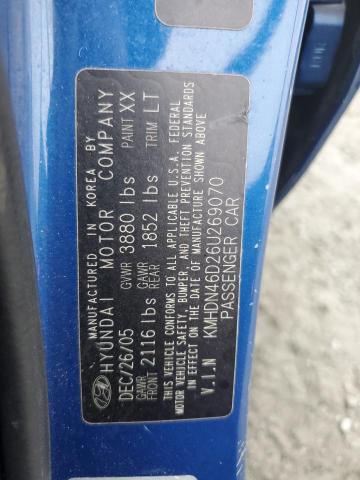 MANUFACTURED IN KOREA BY
HYUNDAI MOTOR COMPANY
DEC/26/05 GVWR 3880 lbs PAINT XX
GAWR FRONT 2116 lbs GAWR REAR 1852 lbs TRIM LT
THIS VEHICLE CONFORMS TO ALL APPLICABLE U.S.A. FEDERAL
MOTOR VEHICLE SAFETY, BUMPER, AND THEFT PREVENTION STANDARDS
IN EFFECT ON THE DATE OF MANUFACTURE SHOWN ABOVE
V.I.N KMHDN46D26U269070
PASSENGER CAR